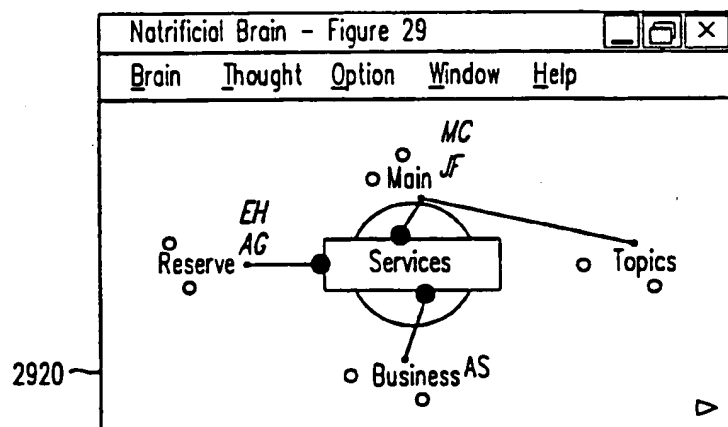 Natrificial Brain - Figure 29
Brain Thought Option Window Help
MC
Main JF
EH
AG
Reserve
Services
Topics
2920
Business AS